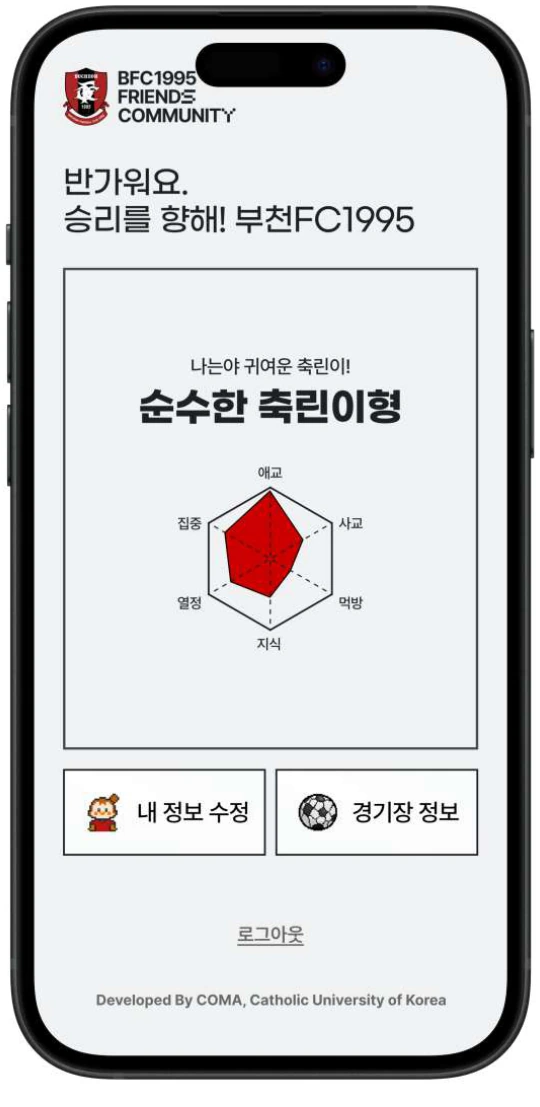 BUCHEON
1995
BFC1995
FRIENDS
COMMUNITY
반가워요.
승리를 향해! 부천FC1995
나는야 귀여운 축린이!
순수한 축린이형
애교
집중
사교
열정
먹방
지식
내 정보 수정
경기장 정보
로그아웃
Developed By COMA, Catholic University of Korea